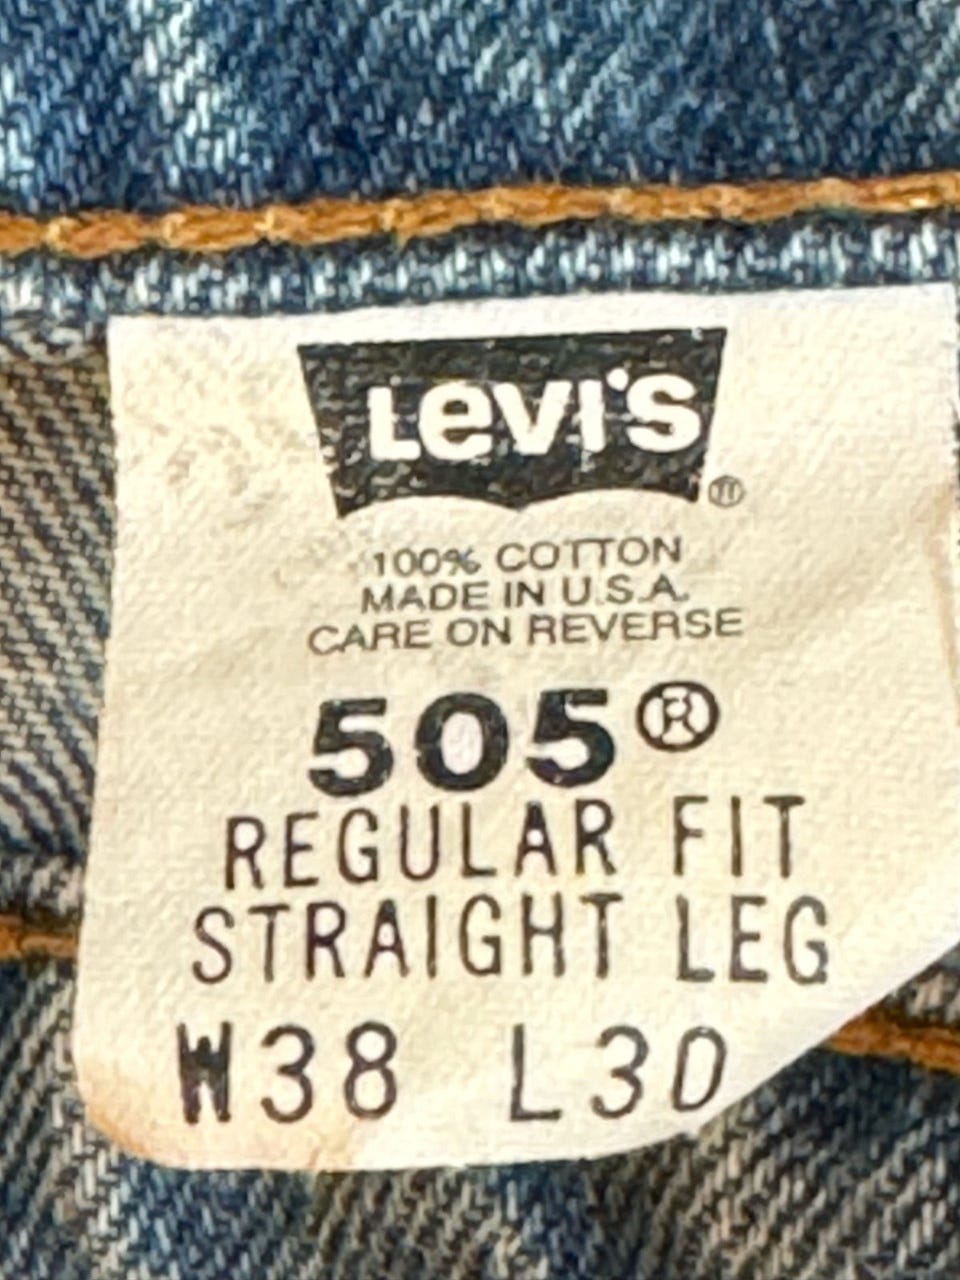 LEVI'S®
100% COTTON
MADE IN U.S.A.
CARE ON REVERSE
505®
REGULAR FIT
STRAIGHT LEG
W38 L30